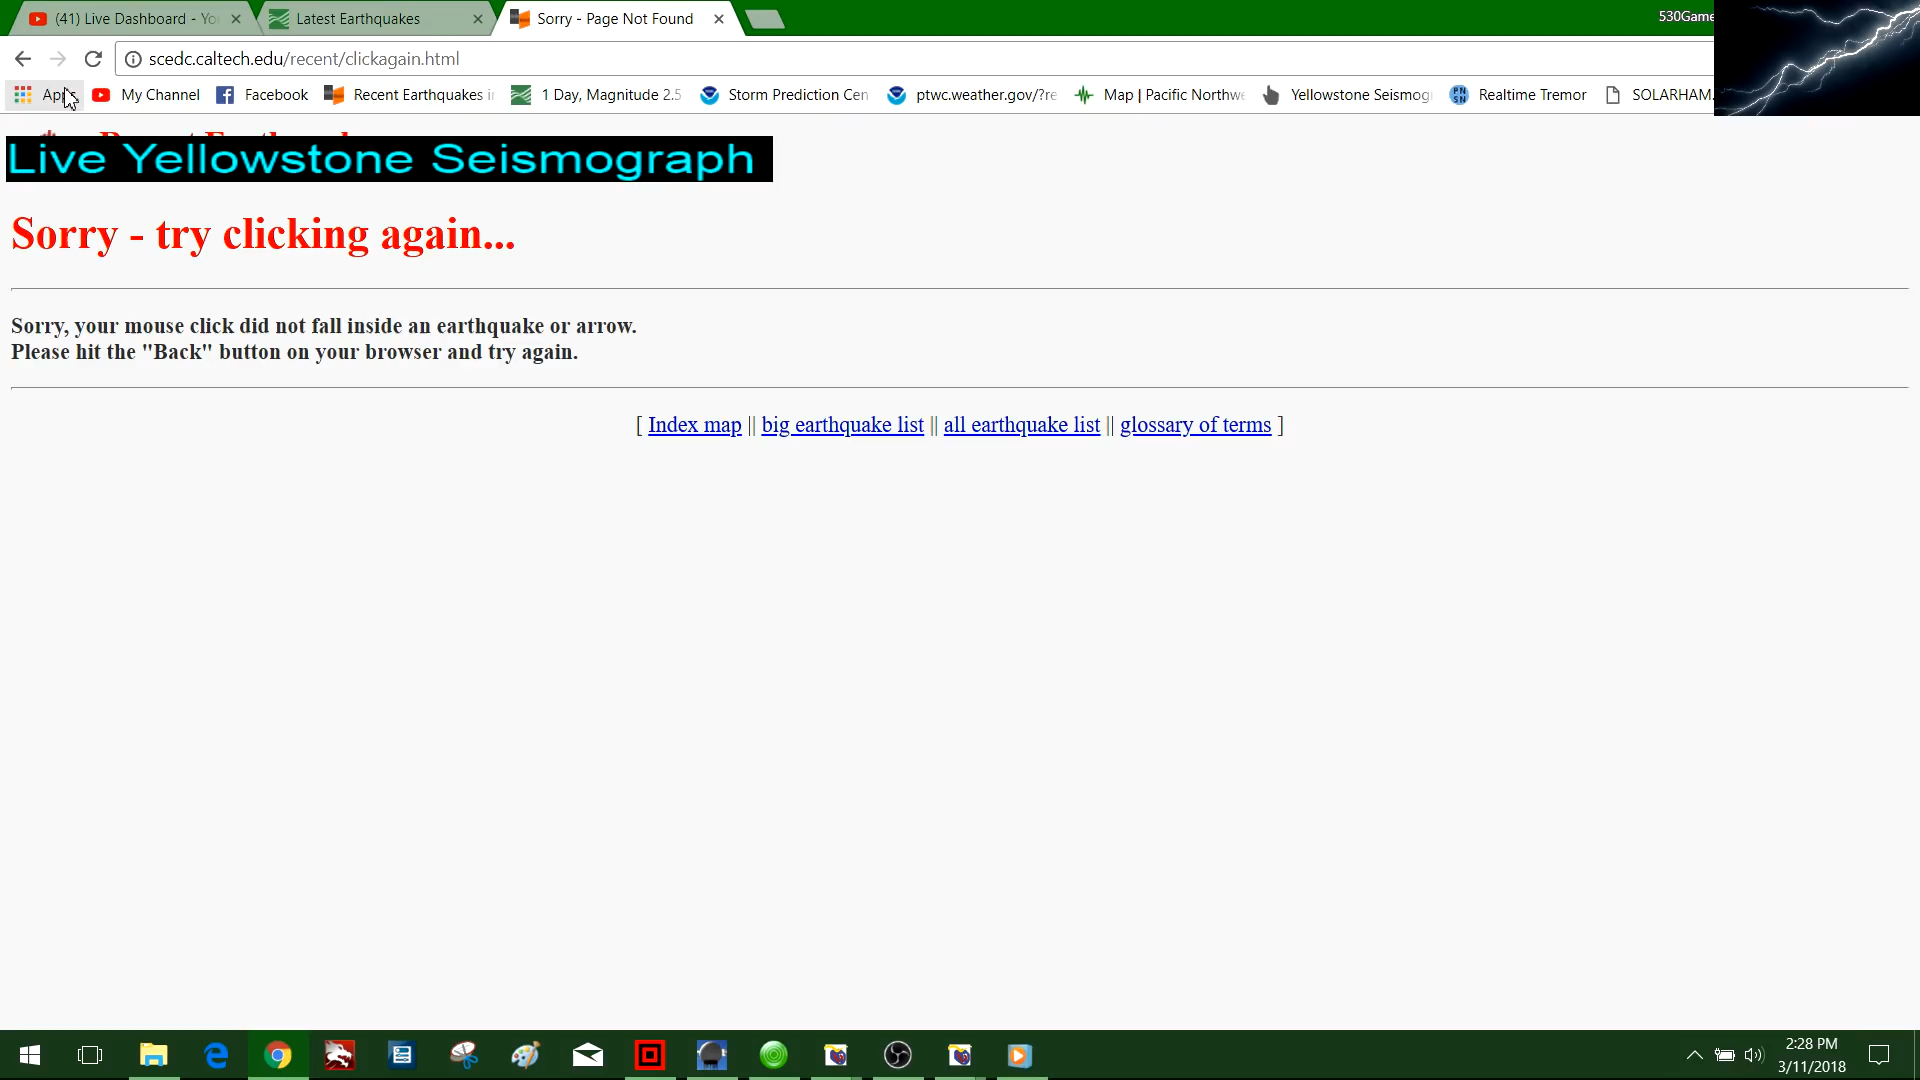 (41) Live Dashboard - Yo
Latest Earthquakes
Sorry - Page Not Found
530Game
scedc.caltech.edu/recent/clickagain.html
Apps
My Channel
Facebook
Recent Earthquakes i
1 Day, Magnitude 2.5
Storm Prediction Cen
ptwc.weather.gov/?re
Map | Pacific Northwe
Yellowstone Seismog
Realtime Tremor
SOLARHAM.
Live Yellowstone Seismograph
Sorry - try clicking again...
Sorry, your mouse click did not fall inside an earthquake or arrow.
Please hit the "Back" button on your browser and try again.
[ Index map || big earthquake list || all earthquake list || glossary of terms ]
2:28 PM
3/11/2018